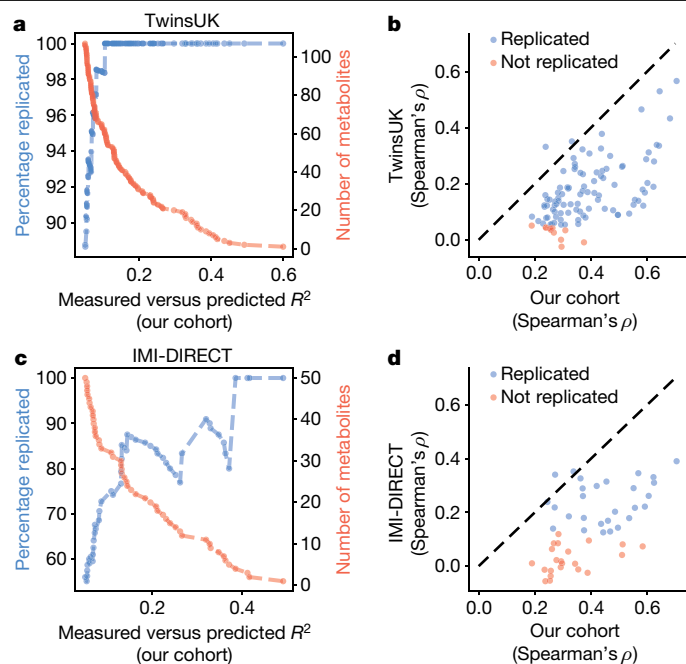 a
TwinsUK
100
98
96
94
92
90
Percentage replicated
100
80
60
40
20
0
Number of metabolites
0.2
0.4
0.6
Measured versus predicted R²
(our cohort)
b
Replicated
Not replicated
0.6
0.4
0.2
0.0
TwinsUK
(Spearman's ρ)
0.0
0.2
0.4
0.6
Our cohort
(Spearman's ρ)
c
IMI-DIRECT
100
90
80
70
60
Percentage replicated
50
40
30
20
10
0
Number of metabolites
0.2
0.4
Measured versus predicted R²
(our cohort)
d
Replicated
Not replicated
0.6
0.4
0.2
0.0
IMI-DIRECT
(Spearman's ρ)
0.0
0.2
0.4
0.6
Our cohort
(Spearman's ρ)